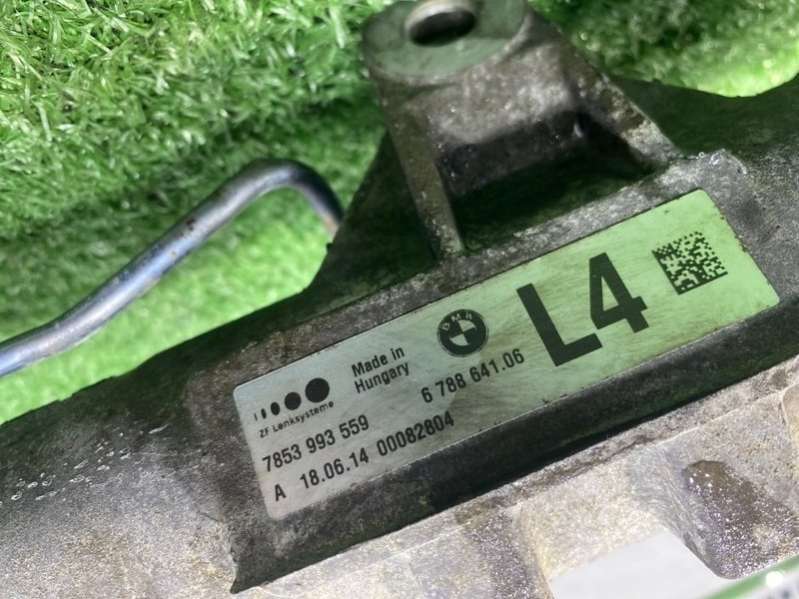 ZF Lenksysteme
Made in
Hungary
BMW
L4
7853 993 559
6 788 641.06
A 18.06.14 00082804